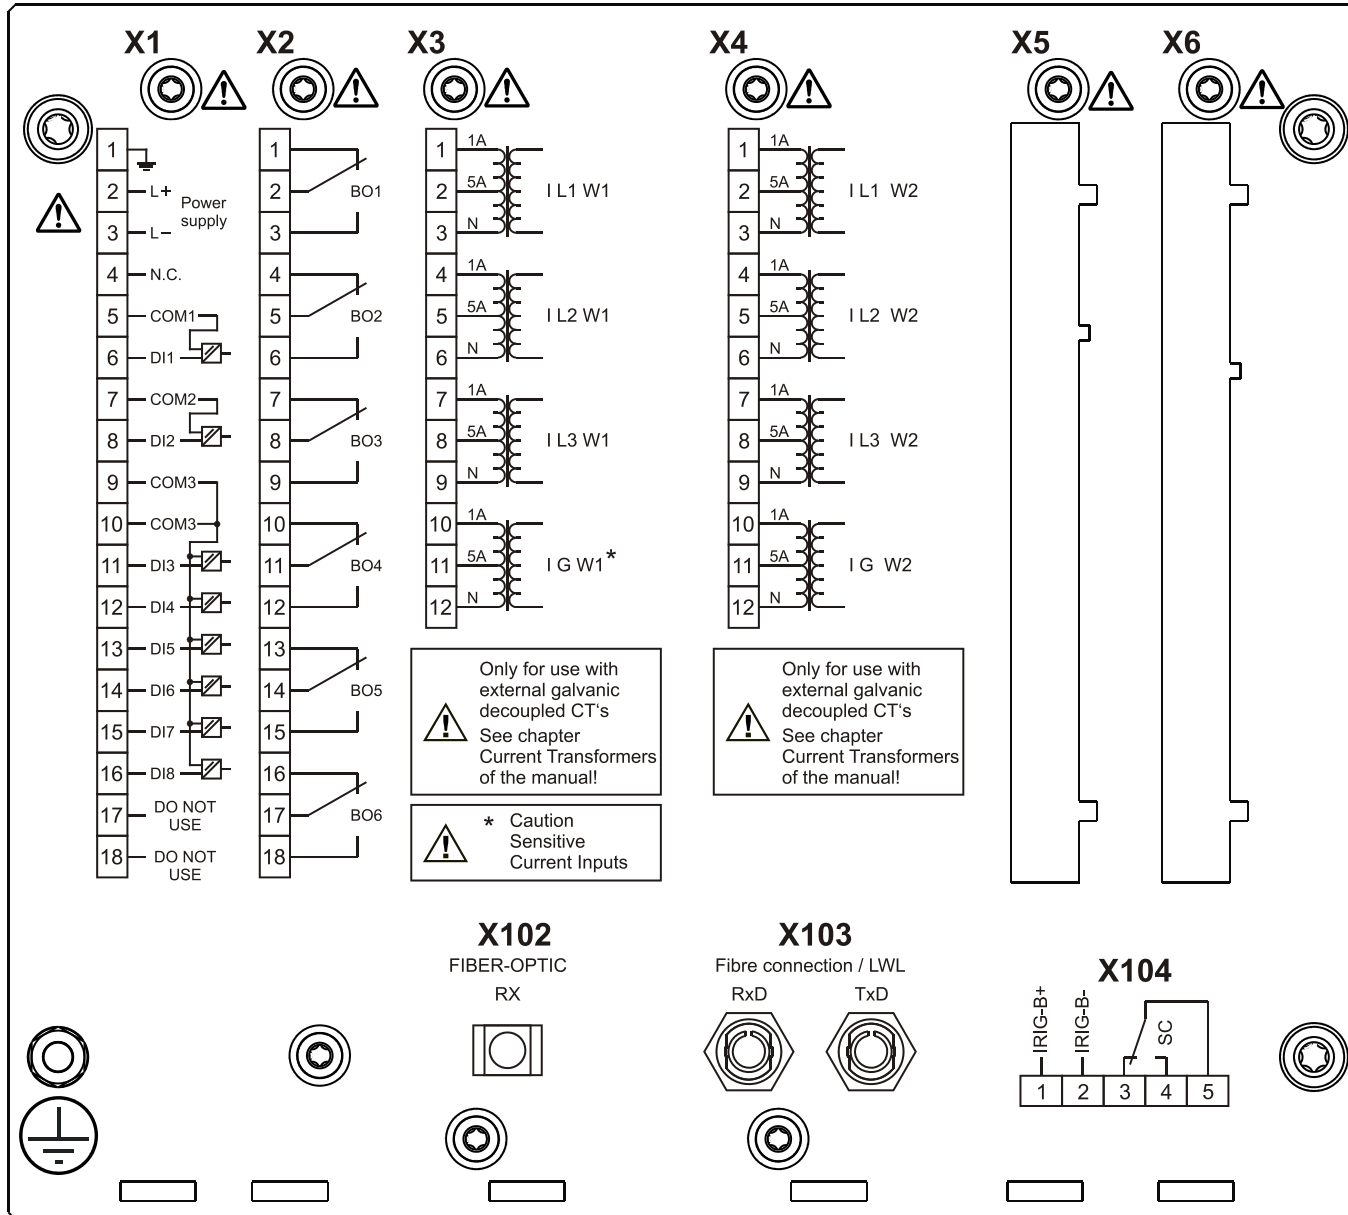 X1
X2
X3
X4
X5
X6
1
2 L+
Power
supply
3 L−
4 N.C.
5 COM1
6 DI1
7 COM2
8 DI2
9 COM3
10 COM3
11 DI3
12 DI4
13 DI5
14 DI6
15 DI7
16 DI8
17 DO NOT
USE
18 DO NOT
USE
1
2 BO1
3
4
5 BO2
6
7
8 BO3
9
10
11 BO4
12
13
14 BO5
15
16
17 BO6
18
1 1A
2 5A I L1 W1
3 N
4 1A
5 5A I L2 W1
6 N
7 1A
8 5A I L3 W1
9 N
10 1A
11 5A I G W1*
12 N
Only for use with
external galvanic
decoupled CT‘s
See chapter
Current Transformers
of the manual!
* Caution
Sensitive
Current Inputs
1 1A
2 5A I L1 W2
3 N
4 1A
5 5A I L2 W2
6 N
7 1A
8 5A I L3 W2
9 N
10 1A
11 5A I G W2
12 N
Only for use with
external galvanic
decoupled CT‘s
See chapter
Current Transformers
of the manual!
X102
FIBER-OPTIC
RX
X103
Fibre connection / LWL
RxD TxD
X104
IRIG-B+
IRIG-B-
SC
1 2 3 4 5